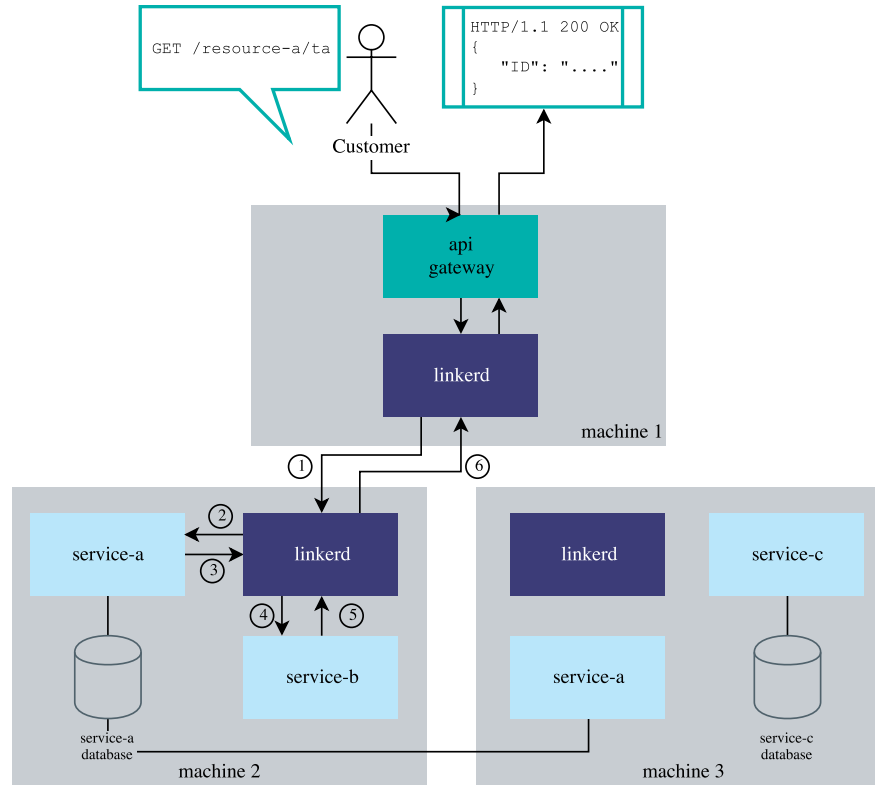 GET /resource-a/ta
HTTP/1.1 200 OK
{
"ID": "...."
}
Customer
api
gateway
linkerd
machine 1
1
6
2
service-a
linkerd
3
4
5
service-b
service-a
database
machine 2
linkerd
service-c
service-a
service-c
database
machine 3